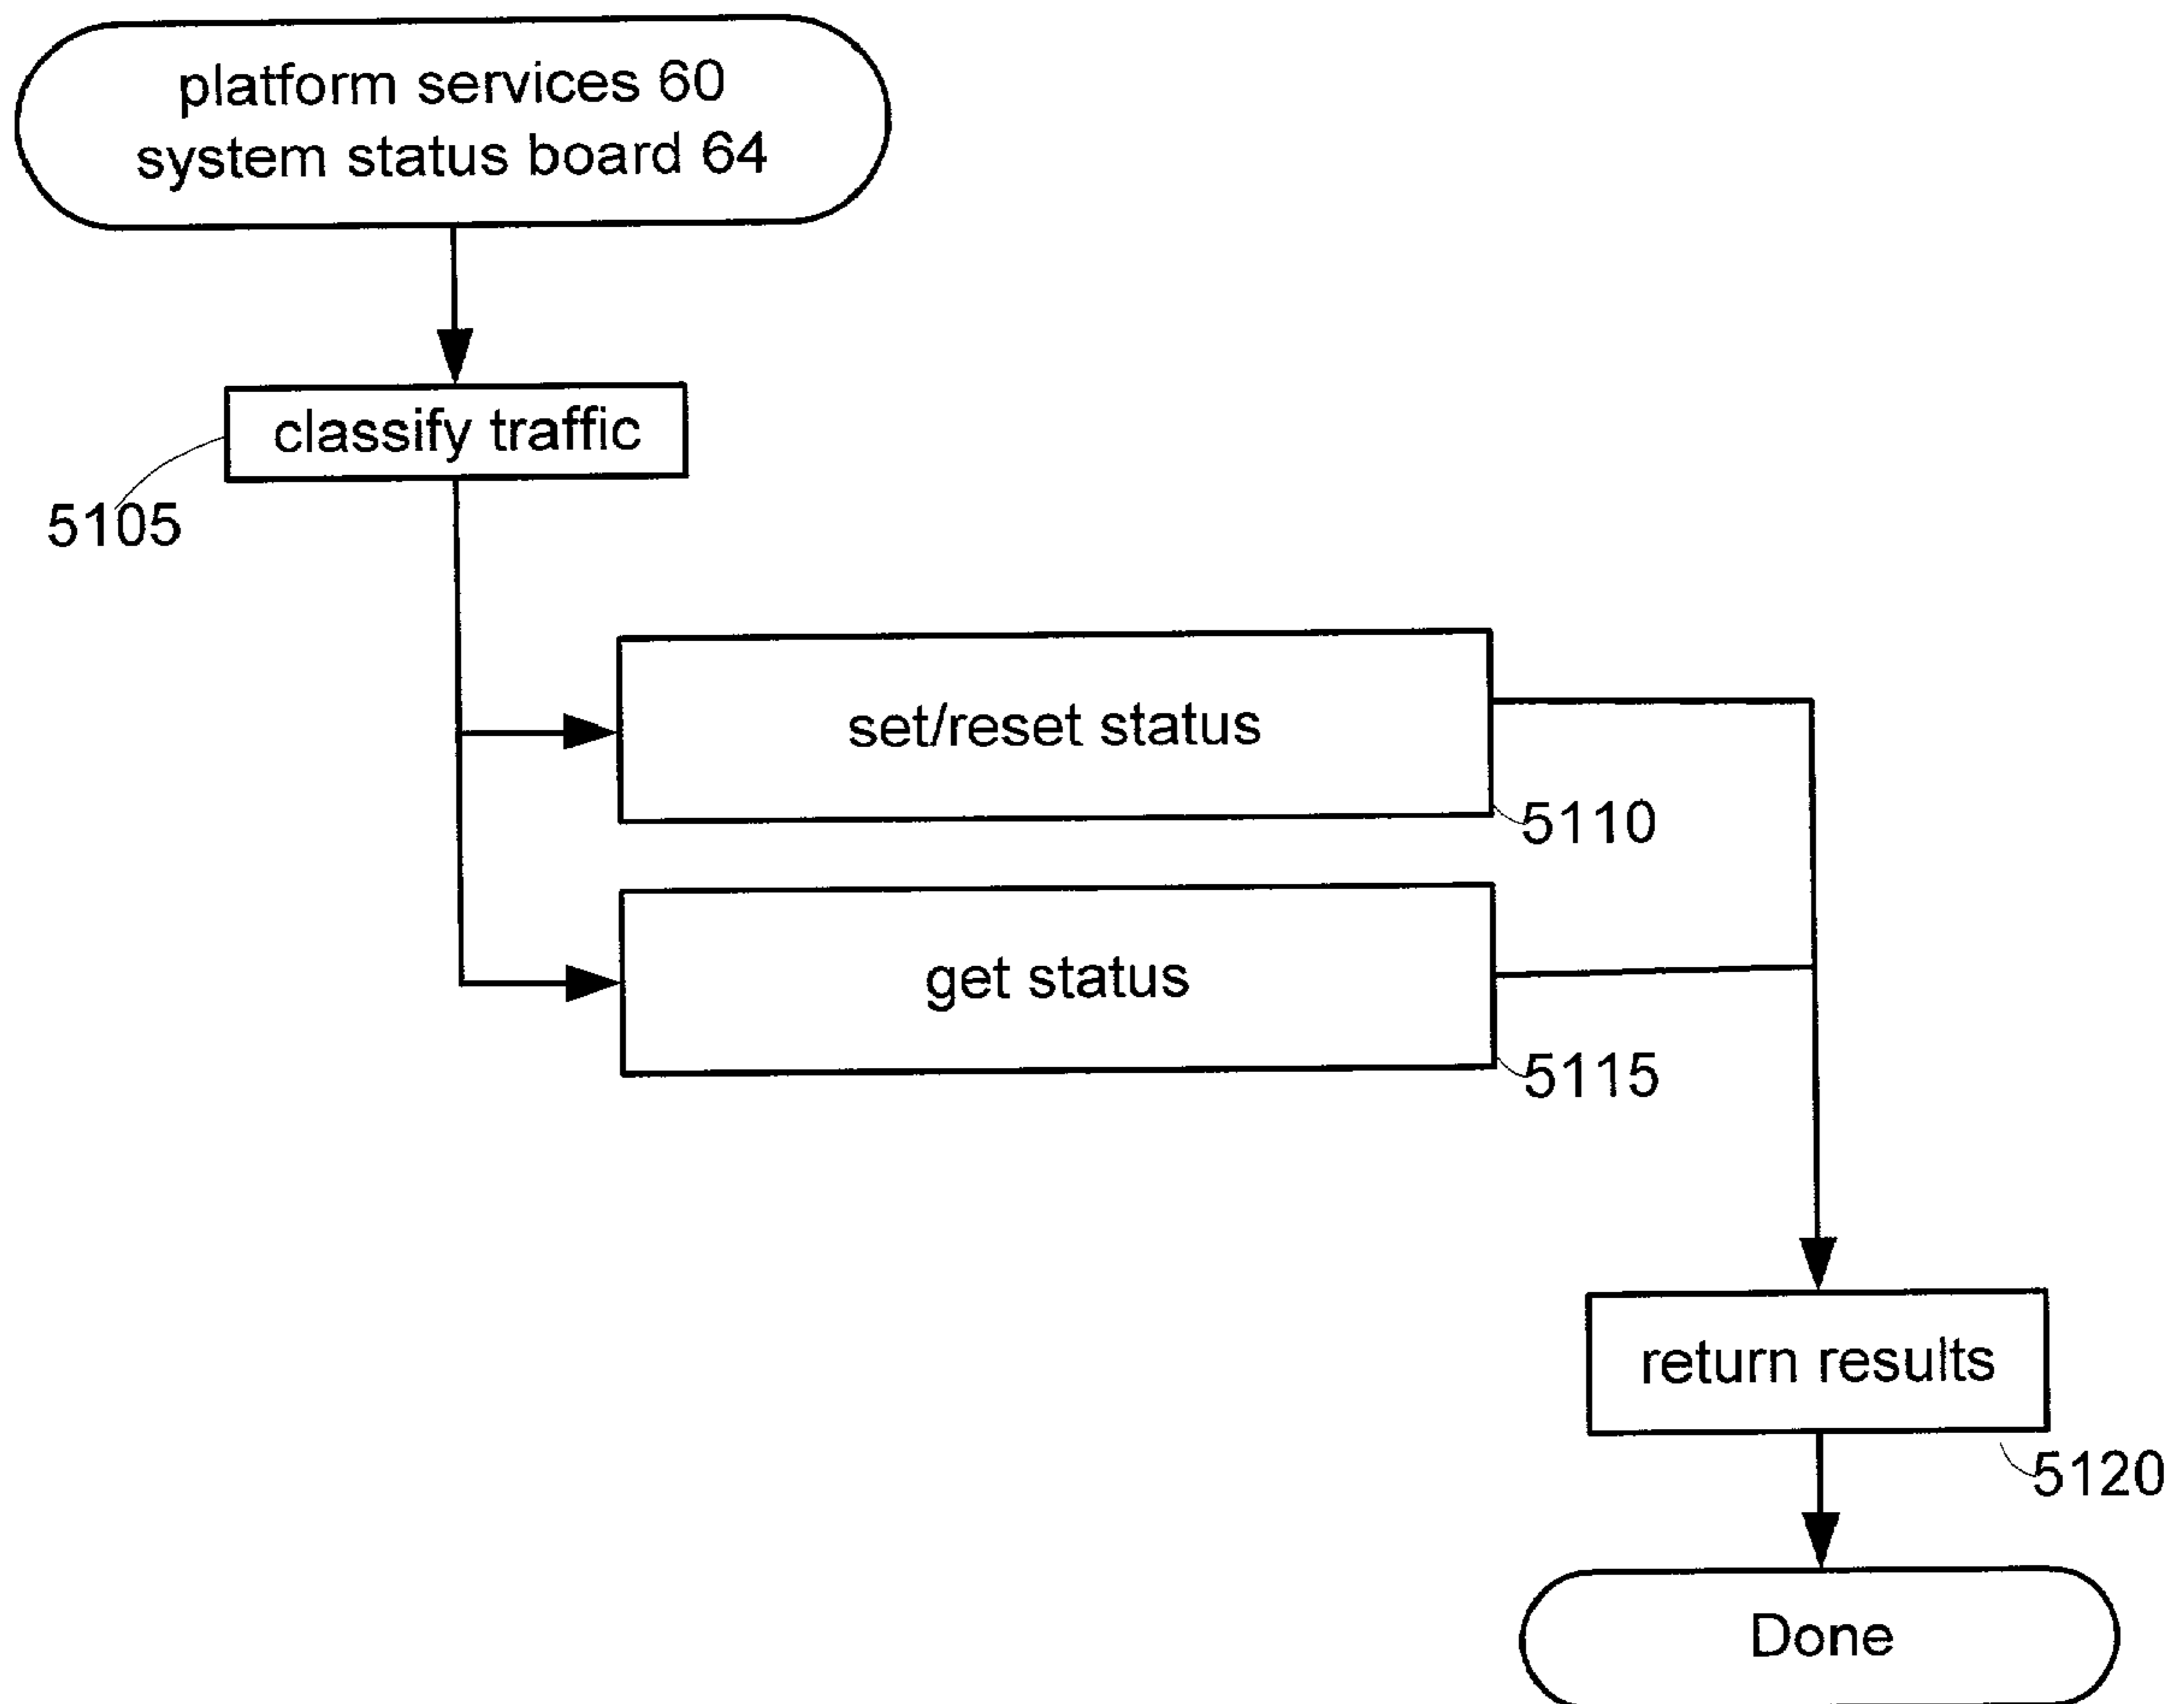 platform services 60
system status board 64
classify traffic
5105
set/reset status
5110
get status
5115
return results
5120
Done